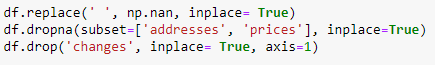 df.replace(' ', np.nan, inplace= True)
df.dropna(subset=['addresses', 'prices'], inplace=True)
df.drop('changes', inplace= True, axis=1)